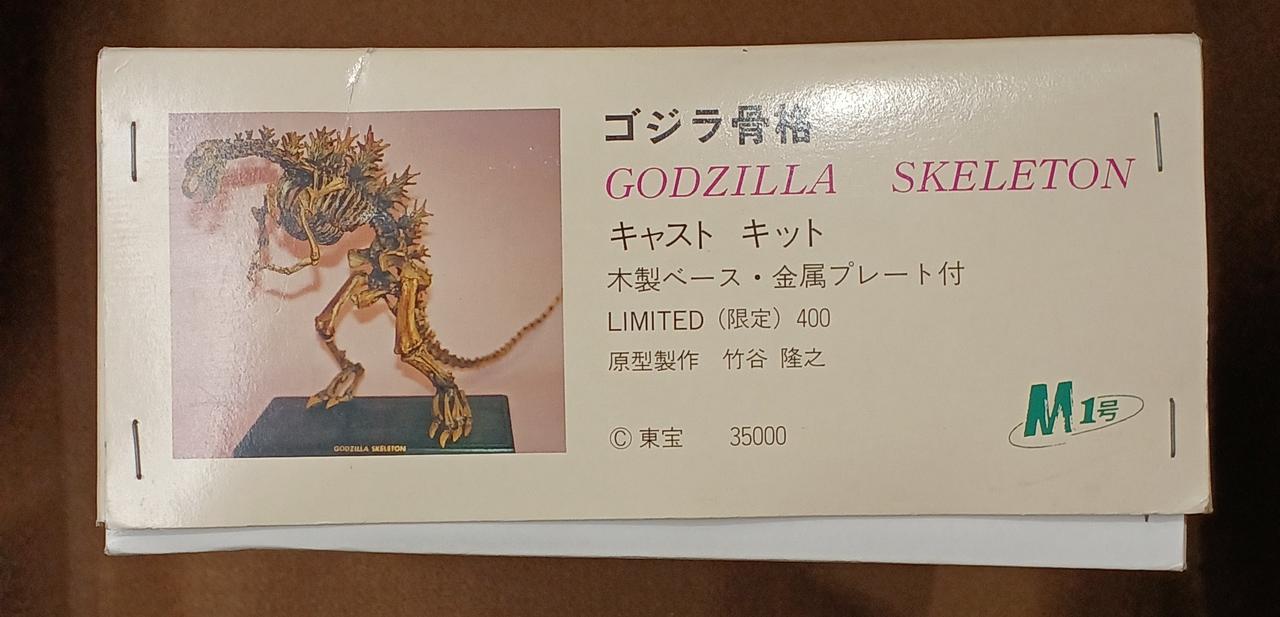 ゴジラ骨格
GODZILLA SKELETON
キャスト キット
木製ベース・金属プレート付
LIMITED（限定）400
原型製作 竹谷 隆之
Ⓒ 東宝 35000
M1号
GODZILLA SKELETON